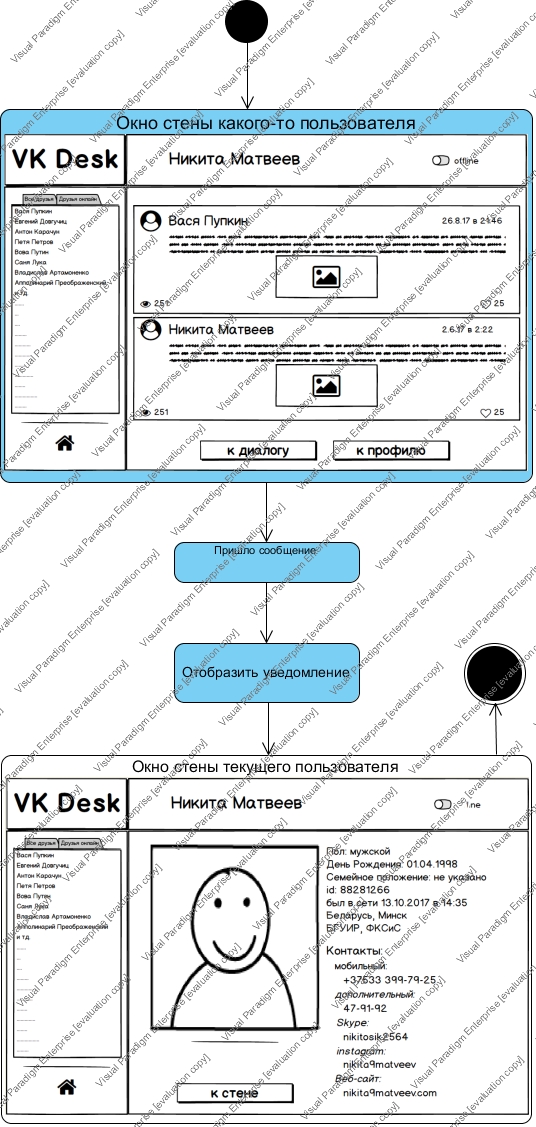 Окно стены какого-то пользователя
VK Desk
Никита Матвеев
offline
Все друзья
Друзья онлайн
Вася Пупкин
Евгений Довгучиц
Антон Карачун
Петя Петров
Вова Путин
Саня Лука
Владислав Артамоненко
Апполинарий Преображенский
и т.д.
Вася Пупкин
26.8.17 в 21:46
251
25
Никита Матвеев
2.6.17 в 2:22
251
25
к диалогу
к профилю
Пришло сообщение
Отобразить уведомление
Окно стены текущего пользователя
VK Desk
Никита Матвеев
Все друзья
Друзья онлайн
Вася Пупкин
Евгений Довгучиц
Антон Карачун
Петя Петров
Вова Путин
Саня Лука
Владислав Артамоненко
Апполинарий Преображенский
и т.д.
Пол: мужской
День Рождения: 01.04.1998
Семейное положение: не указано
id: 88281266
был в сети 13.10.2017 в 14:35
Беларусь, Минск
БГУИР, ФКСиС
Контакты:
мобильный:
+37533 399-79-25
дополнительный:
47-91-92
Skype:
nikitosik2564
instagram:
nikita9matveev
Веб-сайт:
nikita9matveev.com
к стене
Visual Paradigm Enterprise [evaluation copy]